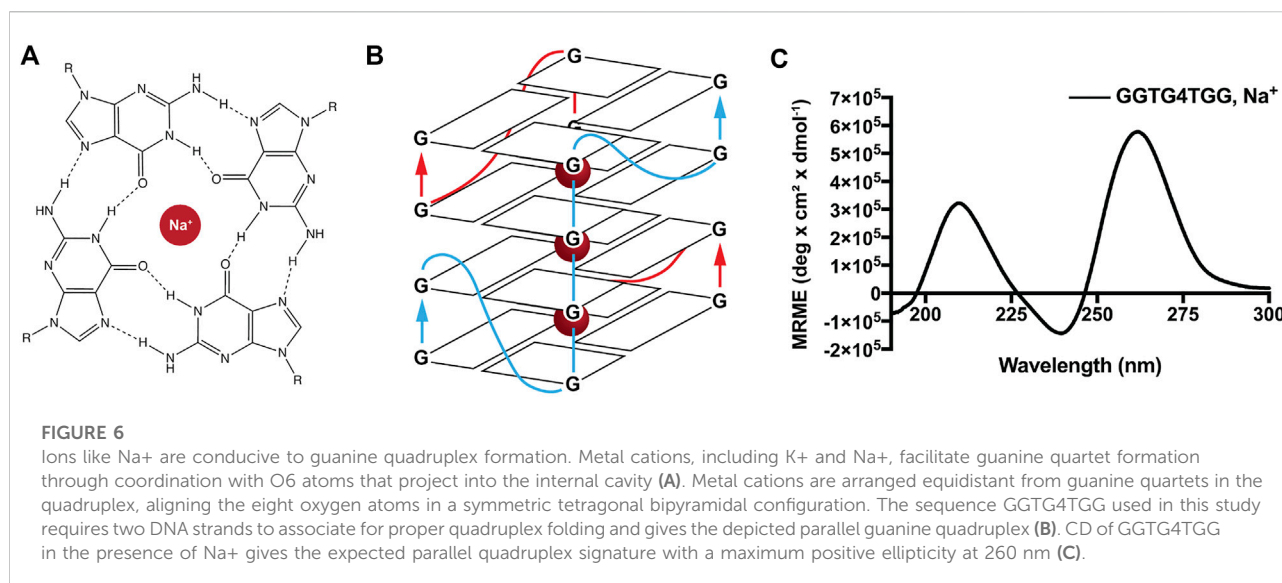 A
R
H
N
N
N
H
R
N
N
H
N
N
O
O
N
H
H
N
N
H
N
H
H
N
Na⁺
H
N
N
O
O
H
H
N
N
H
N
R
N
H
N
H
N
N
N
H
R
B
G
G
G
G
G
G
G
G
G
G
G
G
G
G
C
GGTG4TGG, Na⁺
7×10⁵
6×10⁵
5×10⁵
4×10⁵
3×10⁵
2×10⁵
1×10⁵
0
-1×10⁵
-2×10⁵
MRME (deg x cm² x dmol⁻¹)
200 225 250 275 300
Wavelength (nm)
FIGURE 6
Ions like Na+ are conducive to guanine quadruplex formation. Metal cations, including K+ and Na+, facilitate guanine quartet formation
through coordination with O6 atoms that project into the internal cavity (A). Metal cations are arranged equidistant from guanine quartets in the
quadruplex, aligning the eight oxygen atoms in a symmetric tetragonal bipyramidal configuration. The sequence GGTG4TGG used in this study
requires two DNA strands to associate for proper quadruplex folding and gives the depicted parallel guanine quadruplex (B). CD of GGTG4TGG
in the presence of Na+ gives the expected parallel quadruplex signature with a maximum positive ellipticity at 260 nm (C).